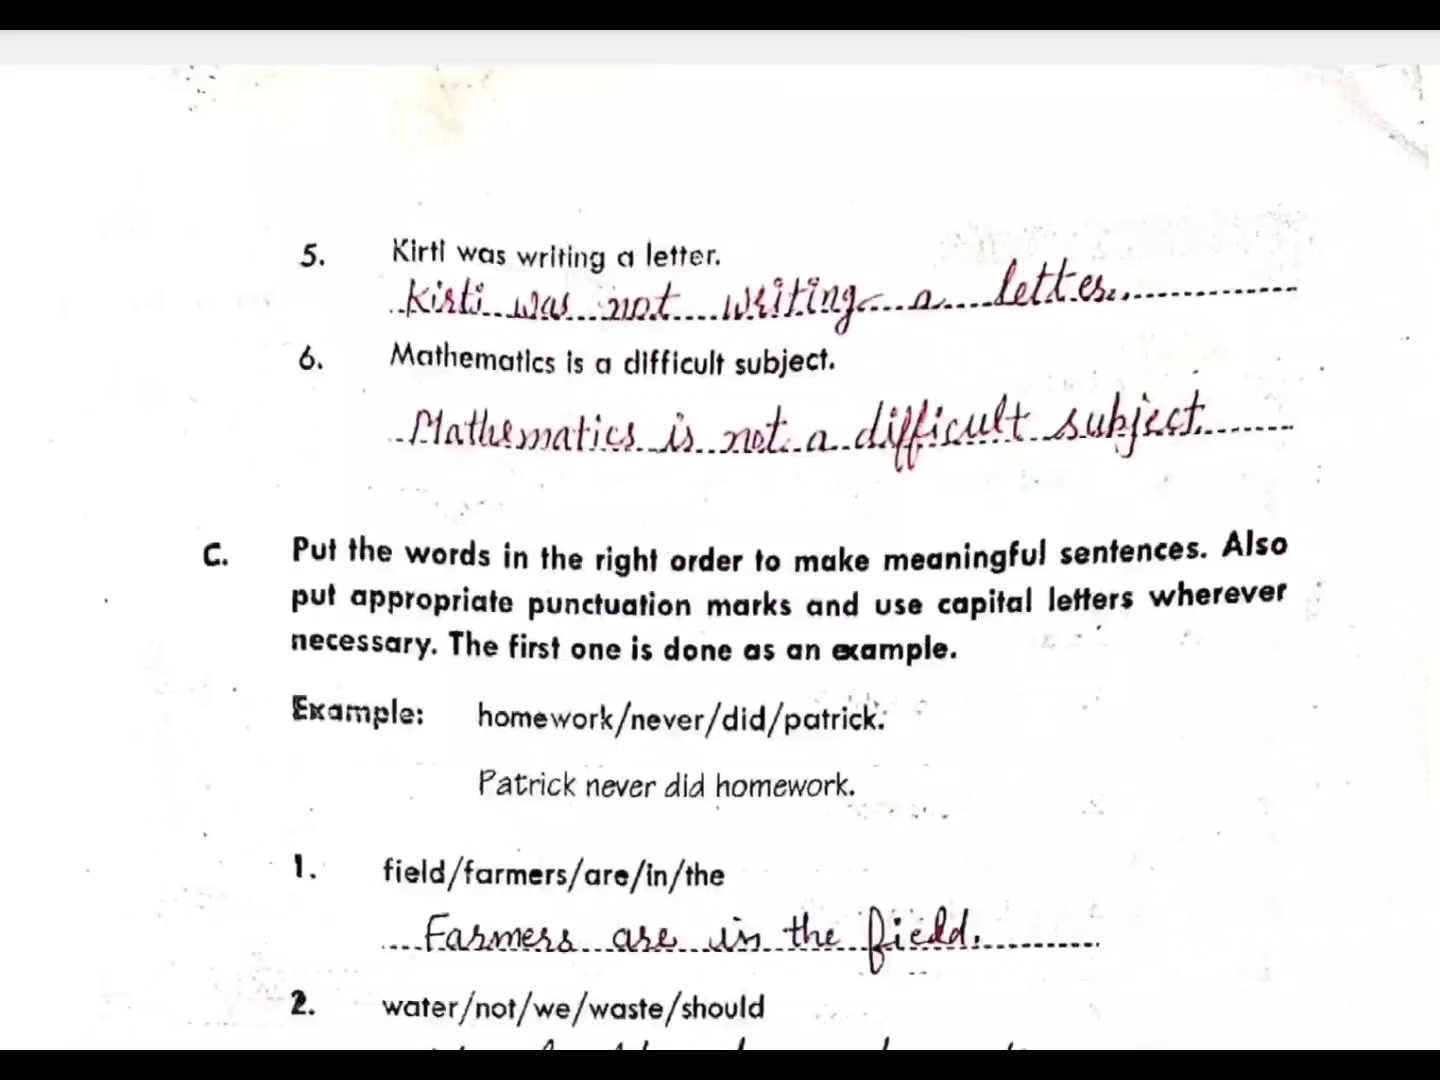 5. Kirti was writing a letter.
Kirti was not writing a letter.
6. Mathematics is a difficult subject.
Mathematics is not a difficult subject.
C. Put the words in the right order to make meaningful sentences. Also
put appropriate punctuation marks and use capital letters wherever
necessary. The first one is done as an example.
Example: homework/never/did/patrick.
Patrick never did homework.
1. field/farmers/are/in/the
Farmers are in the field.
2. water/not/we/waste/should